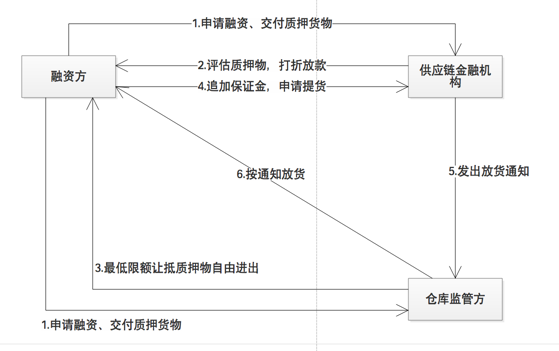 1.申请融资、交付质押货物
融资方
2.评估质押物，打折放款
4.追加保证金，申请提货
供应链金融机
构
5.发出放货通知
6.按通知放货
3.最低限额让抵质押物自由进出
仓库监管方
1.申请融资、交付质押货物